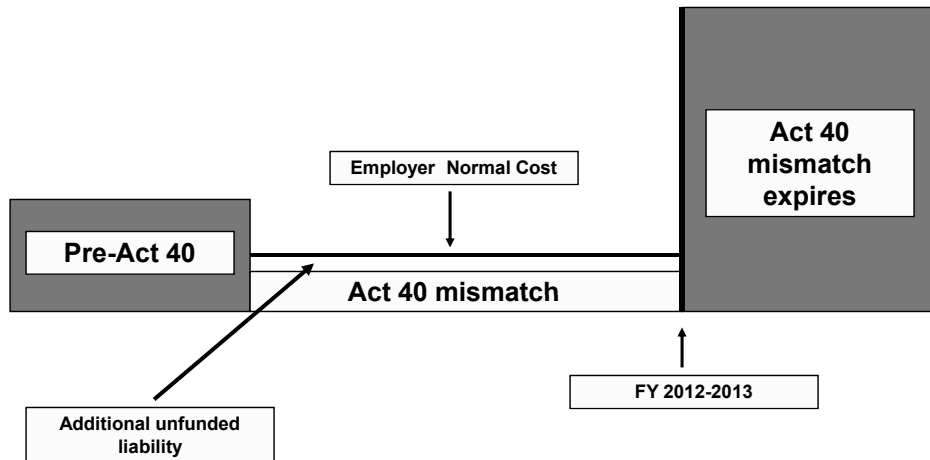 Act 40
mismatch
expires
Employer Normal Cost
Pre-Act 40
Act 40 mismatch
FY 2012-2013
Additional unfunded
liability